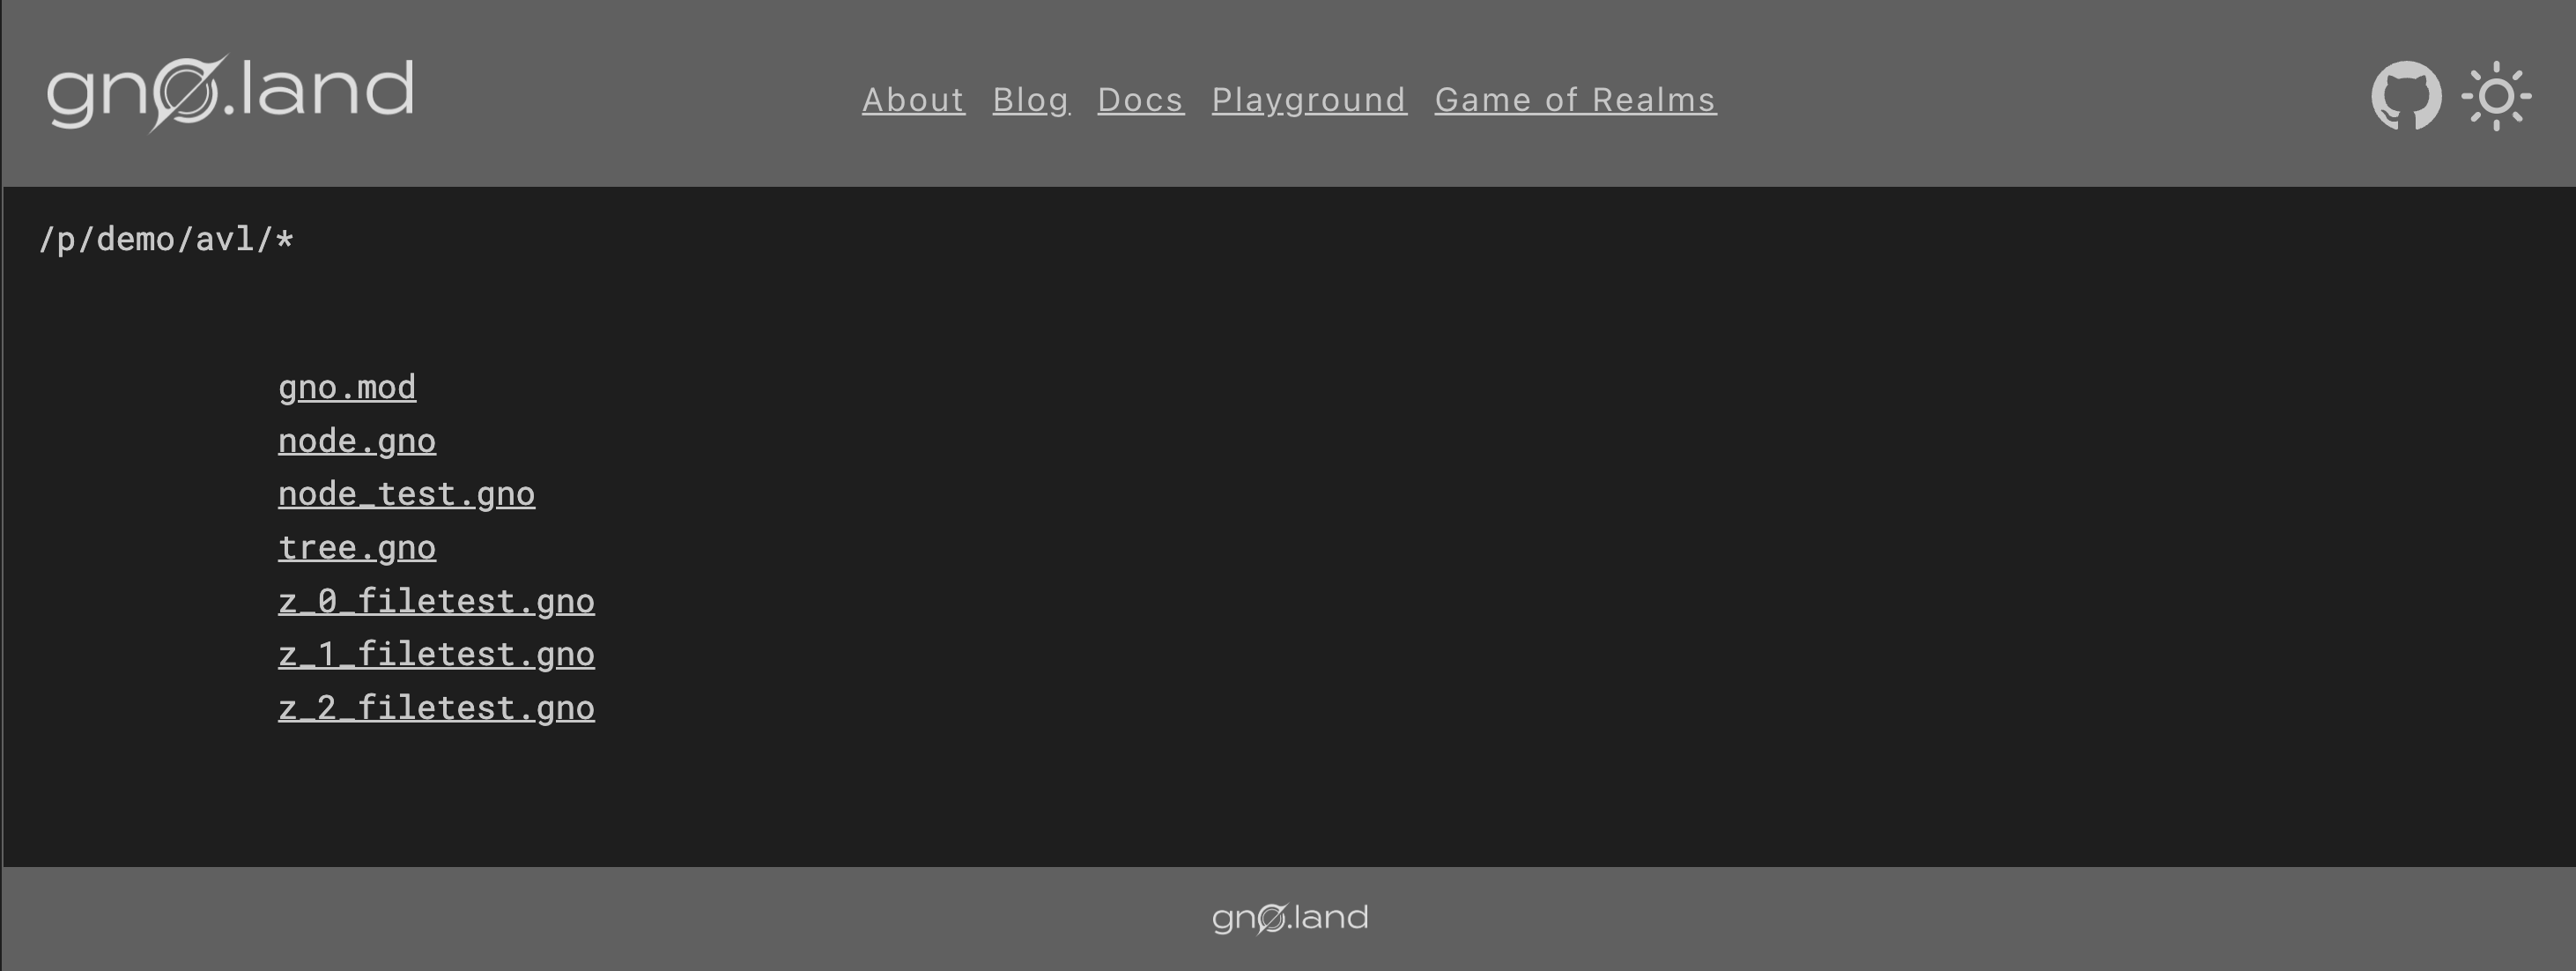 gnø.land
About Blog Docs Playground Game of Realms
/p/demo/avl/*
gno.mod
node.gno
node_test.gno
tree.gno
z_0_filetest.gno
z_1_filetest.gno
z_2_filetest.gno
gnø.land